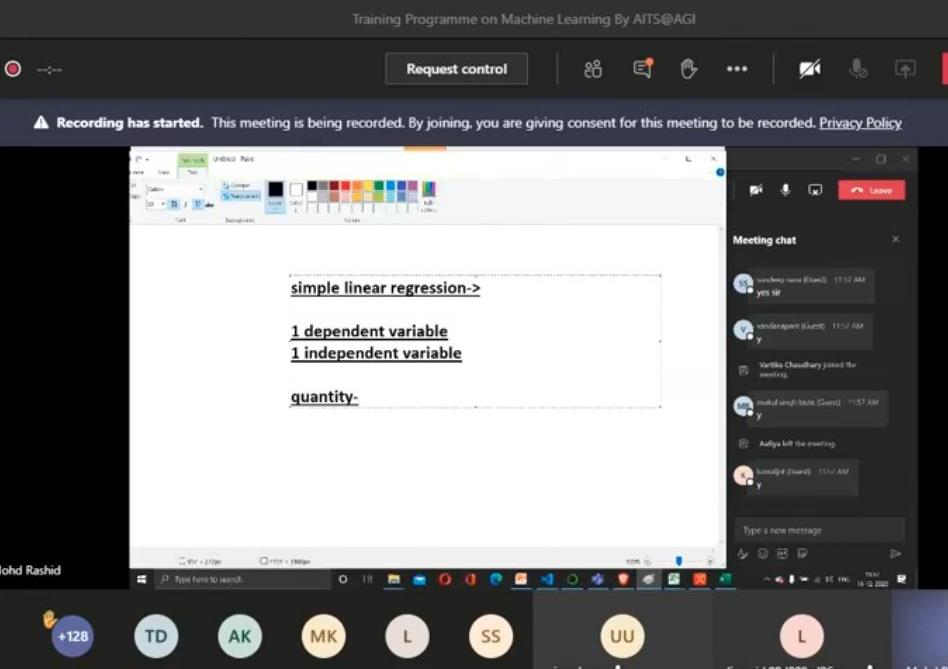 Training Programme on Machine Learning By AITS@AGI
--:--
Request control
Recording has started. This meeting is being recorded. By joining, you are giving consent for this meeting to be recorded. Privacy Policy
Untitled - Paint
Text
Leave
Meeting chat
simple linear regression->
1 dependent variable
1 independent variable
quantity-
(Guest) 11:57 AM
yes sir
vandanapant (Guest) 11:57 AM
y
Vartika Chaudhary joined the
meeting.
mukul singh bisht (Guest) 11:57 AM
y
Aafiya left the meeting.
(Guest) 11:57 AM
y
Type a new message
Type here to search
ENG
Mohd Rashid
+128
TD
AK
MK
L
SS
UU
L